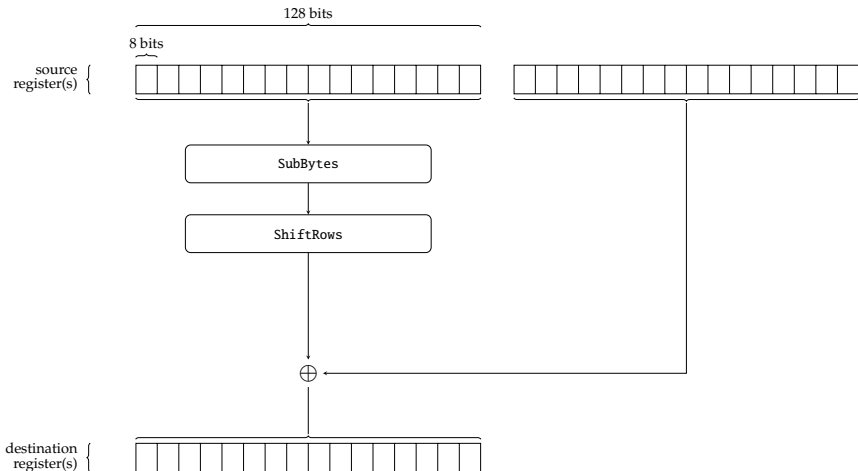 128 bits
8 bits
source
register(s)
SubBytes
ShiftRows
destination
register(s)